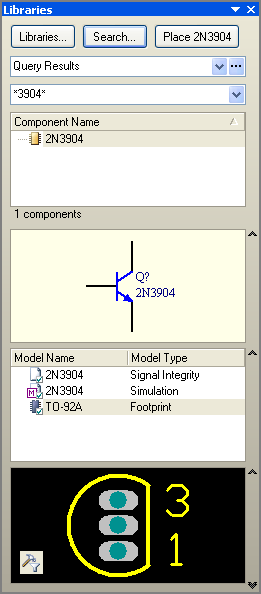 Libraries
Libraries... Search... Place 2N3904
Query Results
*3904*
Component Name
2N3904
1 components
Q?
2N3904
Model Name Model Type
2N3904 Signal Integrity
M 2N3904 Simulation
TO-92A Footprint
3
1